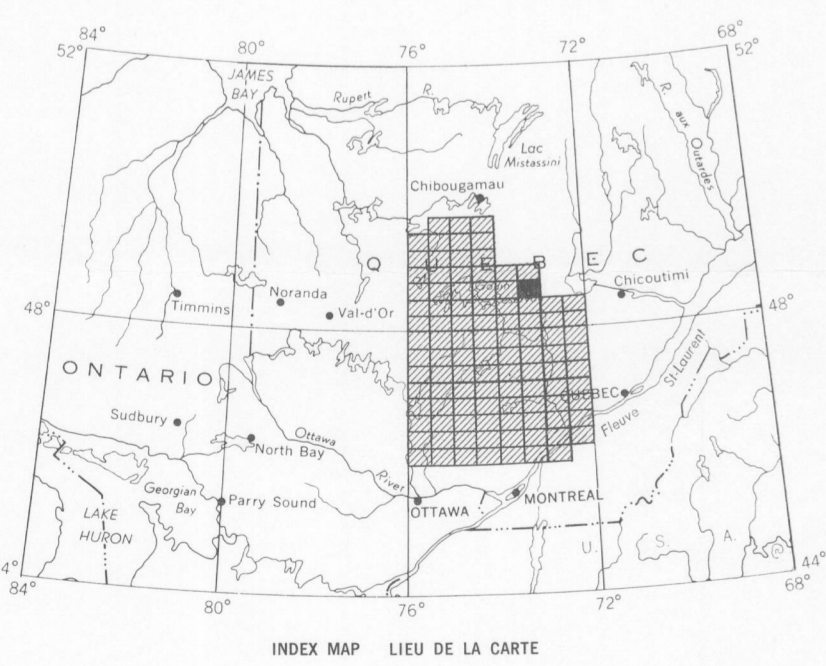 84°
80°
76°
72°
68°
52°
52°
JAMES
BAY
Rupert R.
R. aux Outardes
Lac
Mistassini
Chibougamau
QUEBEC
Gouin
Chicoutimi
Noranda
Timmins
Val-d'Or
48°
48°
ONTARIO
St-Laurent
Fleuve
QUEBEC
Sudbury
Ottawa
River
North Bay
Georgian
Bay
Parry Sound
LAKE
HURON
OTTAWA
MONTREAL
U. S. A.
4°
44°
84°
80°
76°
72°
68°
INDEX MAP LIEU DE LA CARTE